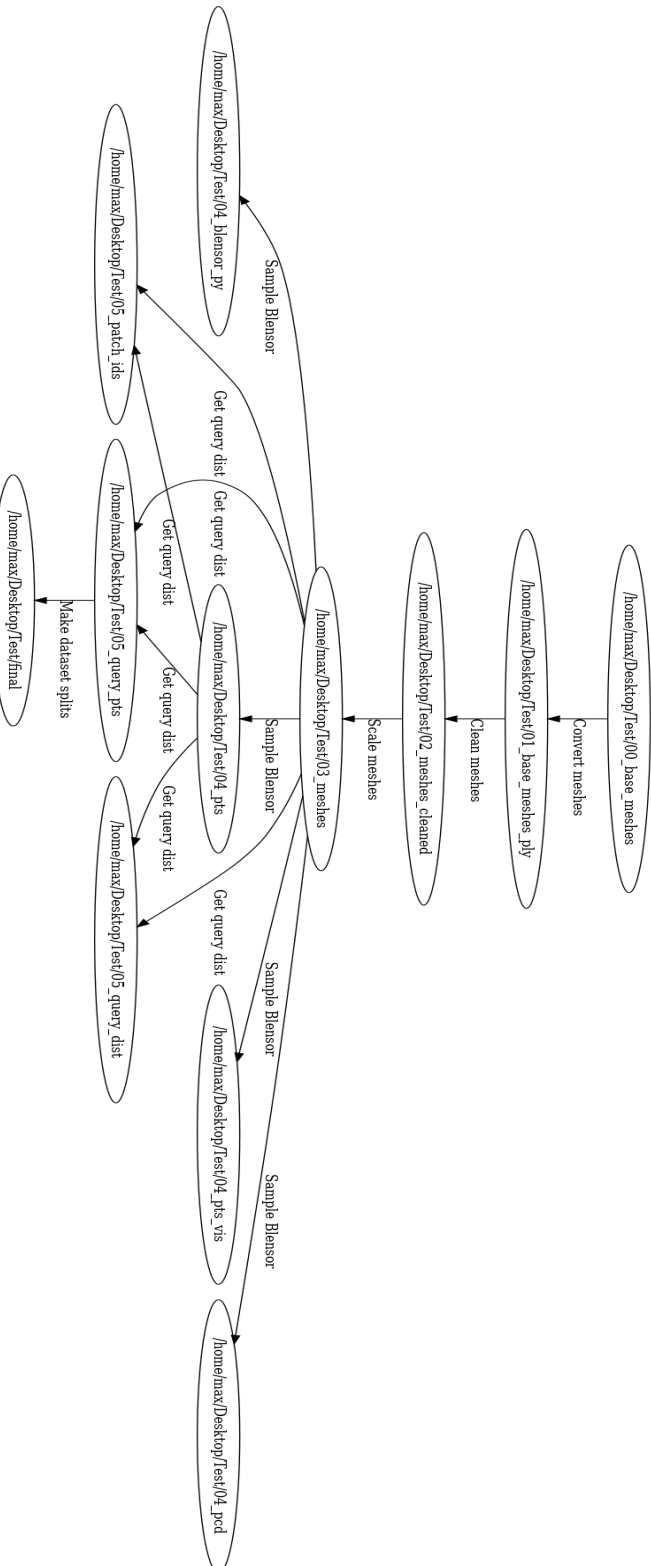 /home/max/Desktop/Test/00_base_meshes
Convert meshes
/home/max/Desktop/Test/01_base_meshes_ply
Clean meshes
/home/max/Desktop/Test/02_meshes_cleaned
Scale meshes
/home/max/Desktop/Test/03_meshes
Sample Blensor
Sample Blensor
Sample Blensor
Sample Blensor
/home/max/Desktop/Test/04_blensor_py
Get query dist
Get query dist
/home/max/Desktop/Test/04_pts
Get query dist
/home/max/Desktop/Test/04_pts_vis
/home/max/Desktop/Test/04_pcd
Get query dist
Get query dist
Get query dist
/home/max/Desktop/Test/05_patch_ids
/home/max/Desktop/Test/05_query_pts
/home/max/Desktop/Test/05_query_dist
Make dataset splits
/home/max/Desktop/Test/final